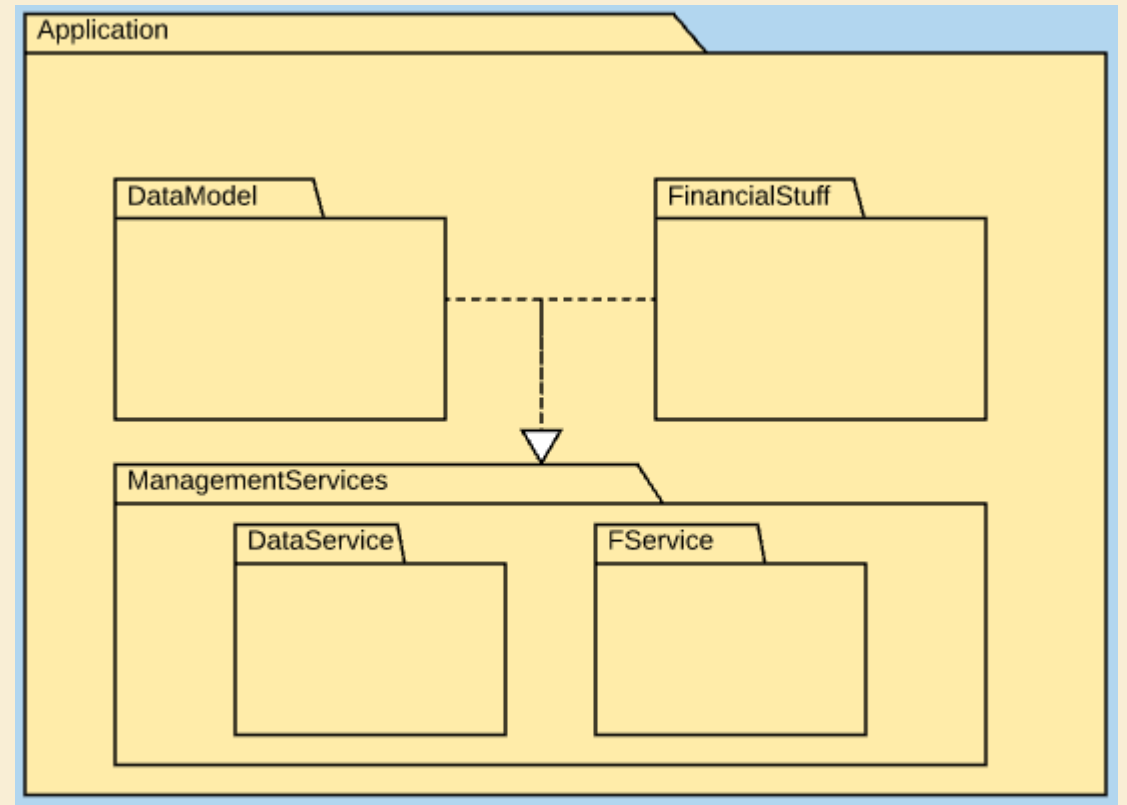 Application
DataModel
FinancialStuff
ManagementServices
DataService
FService